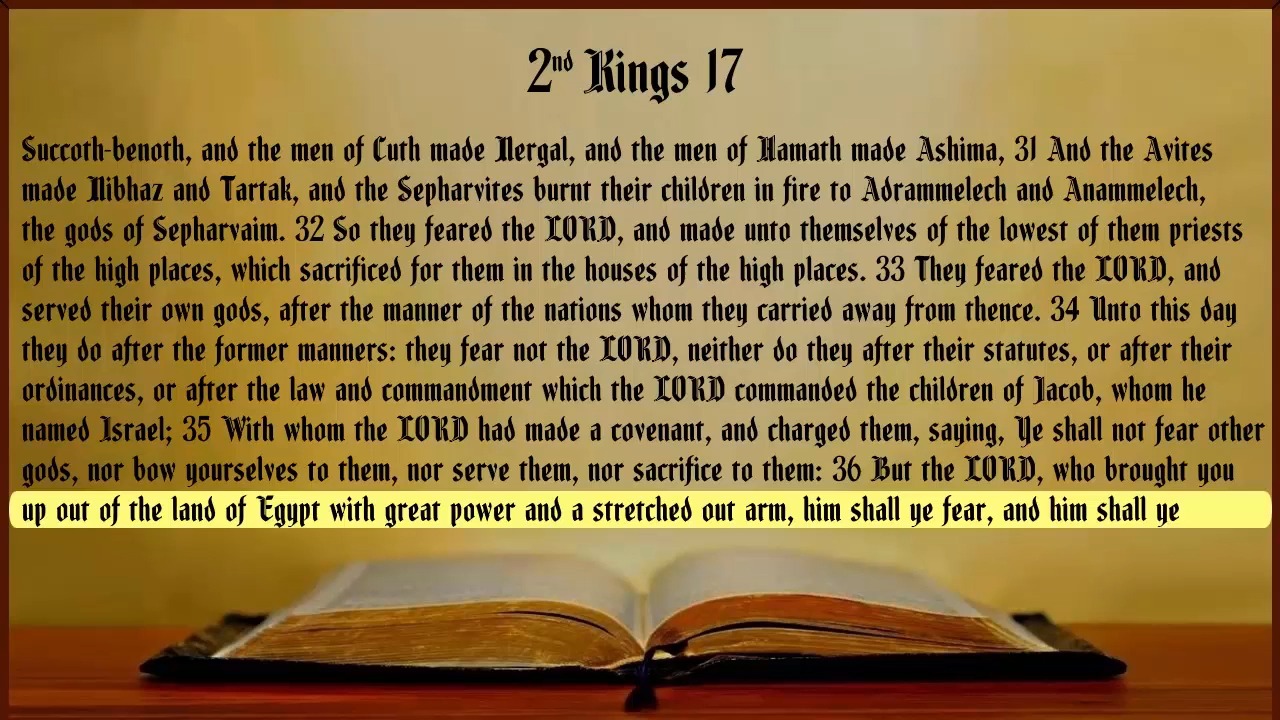 2nd Kings 17
Succoth-benoth, and the men of Cuth made Nergal, and the men of Hamath made Ashima, 31 And the Avites
made Nibhaz and Tartak, and the Sepharvites burnt their children in fire to Adrammelech and Anammelech,
the gods of Sepharvaim. 32 So they feared the LORD, and made unto themselves of the lowest of them priests
of the high places, which sacrificed for them in the houses of the high places. 33 They feared the LORD, and
served their own gods, after the manner of the nations whom they carried away from thence. 34 Unto this day
they do after the former manners: they fear not the LORD, neither do they after their statutes, or after their
ordinances, or after the law and commandment which the LORD commanded the children of Jacob, whom he
named Israel; 35 With whom the LORD had made a covenant, and charged them, saying, Ye shall not fear other
gods, nor bow yourselves to them, nor serve them, nor sacrifice to them: 36 But the LORD, who brought you
up out of the land of Egypt with great power and a stretched out arm, him shall ye fear, and him shall ye